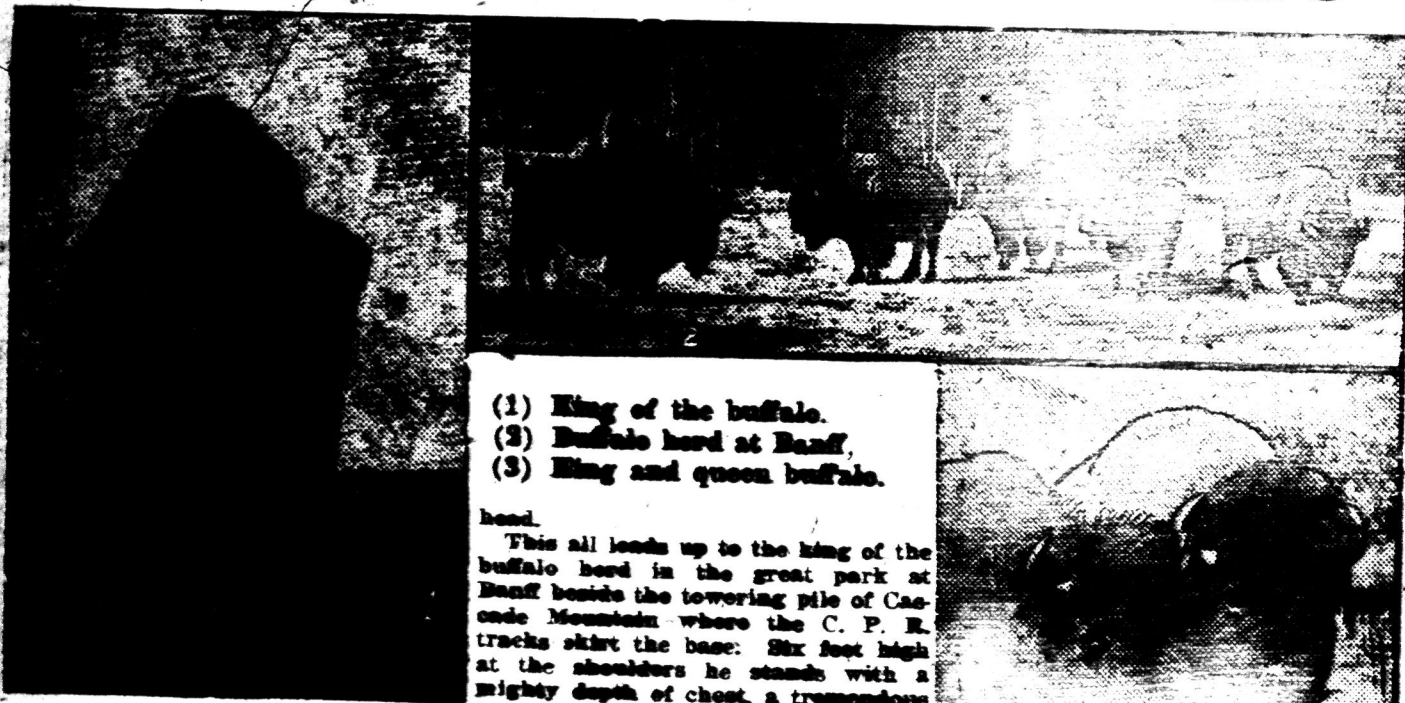 2
(1) King of the buffalo.
(2) Buffalo herd at Banff,
(3) King and queen buffalo.
head.
This all leads up to the king of the
buffalo herd in the great park at
Banff beside the towering pile of Cas-
cade Mountain where the C. P. R.
tracks skirt the base: Six feet high
at the shoulders he stands with a
mighty depth of chest, a tremendous